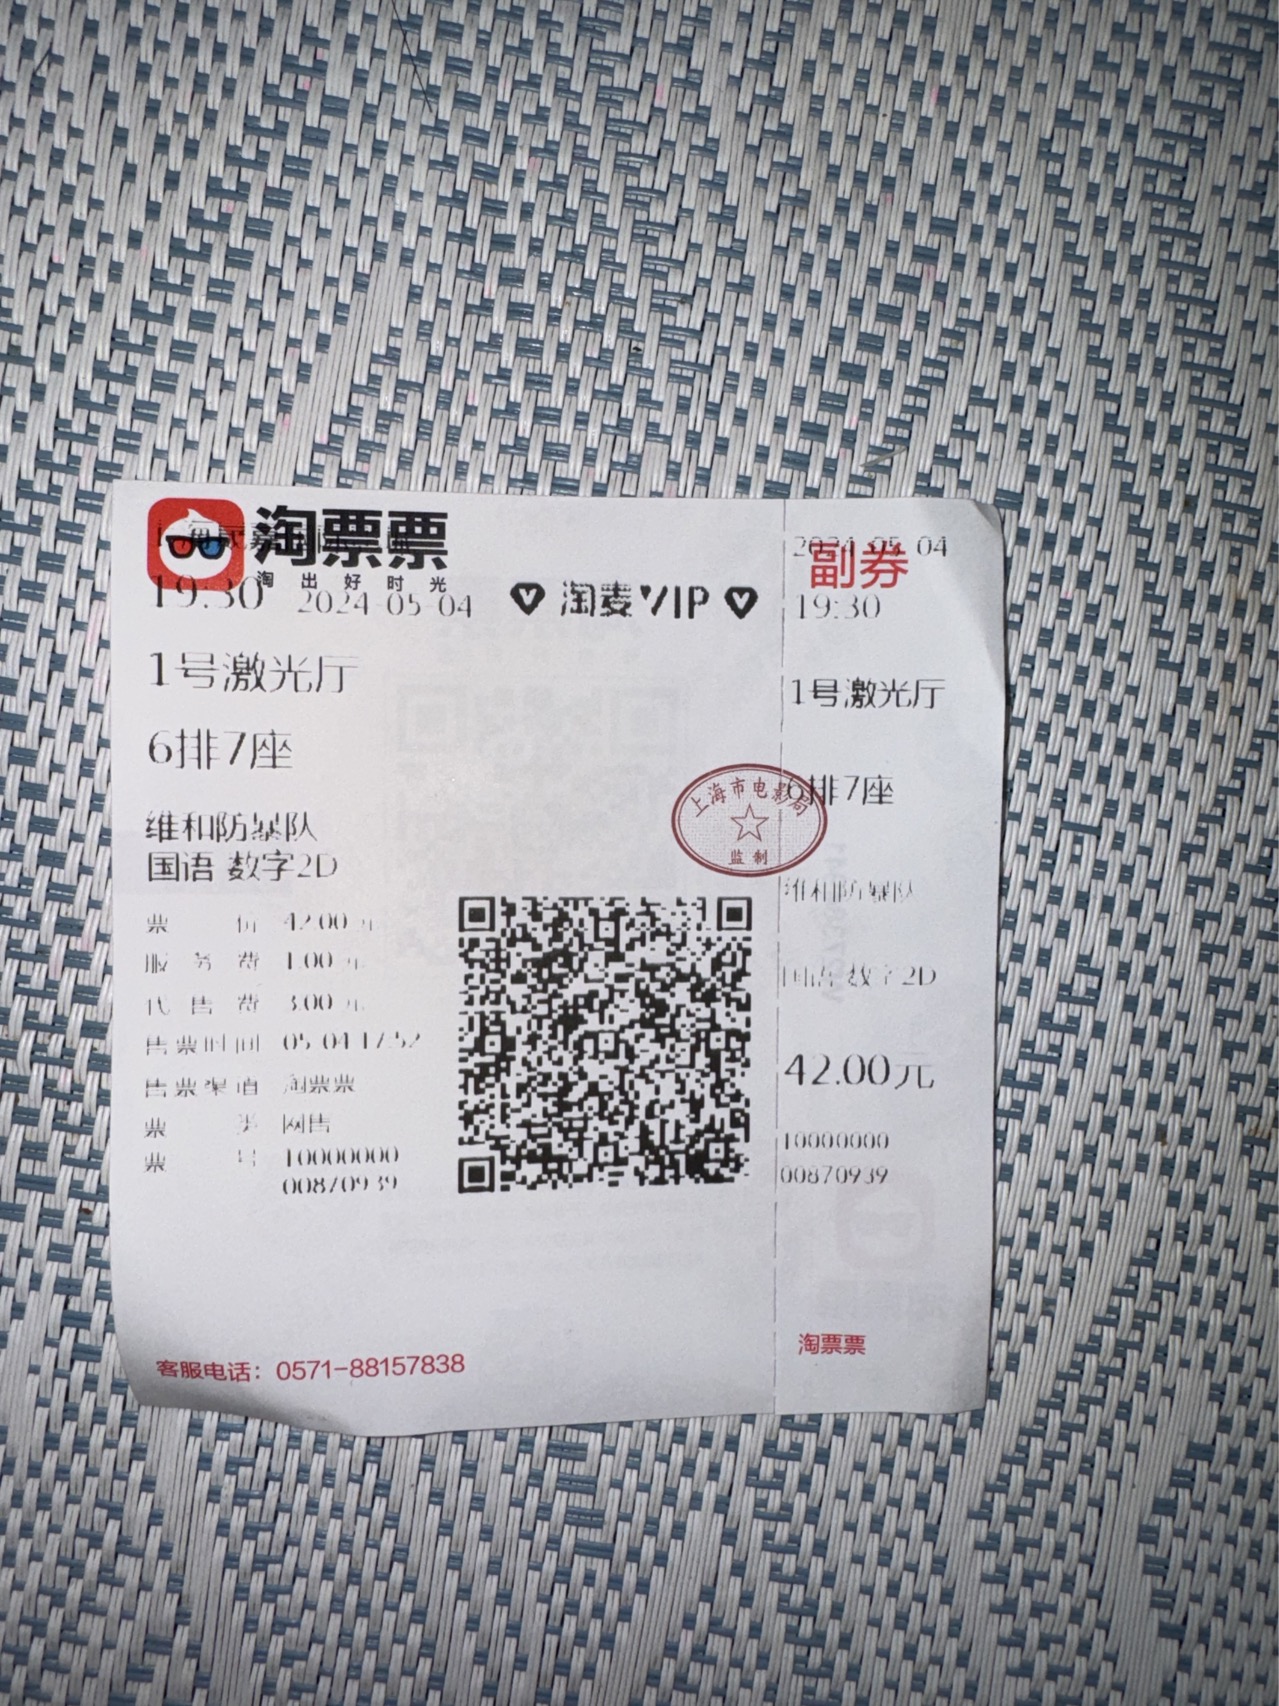 淘票票
淘出好时光
19:30 2024-05-04 淘麦VIP
1号激光厅
6排7座
维和防暴队
国语 数字2D
票价 42.00元
服务费 1.00元
代售费 3.00元
售票时间 05-04 17:52
售票渠道 淘票票
票类 网售
票号 10000000
00870939
客服电话：0571-88157838
上海市电影局
监制
副券
2024-05-04
19:30
1号激光厅
6排7座
维和防暴队
国语 数字2D
42.00元
10000000
00870939
淘票票